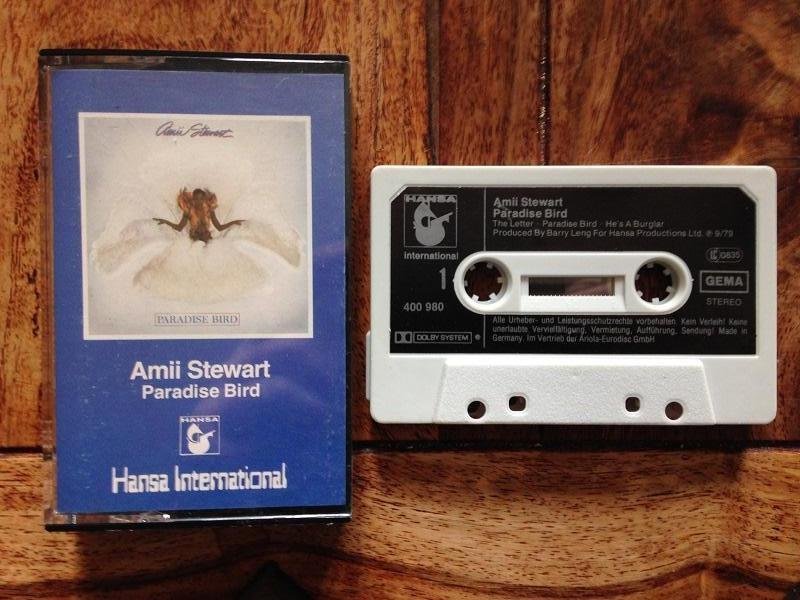 Amii Stewart
PARADISE BIRD
Amii Stewart
Paradise Bird
HANSA
Hansa International
HANSA
International
1
400 980
DOLBY SYSTEM
Amii Stewart
Paradise Bird
The Letter · Paradise Bird · He's A Burglar
Produced By Barry Leng For Hansa Productions Ltd. ℗ 9/79
0835
GEMA
STEREO
Alle Urheber- und Leistungsschutzrechte vorbehalten. Kein Verleih! Keine
unerlaubte Vervielfältigung, Vermietung, Aufführung, Sendung! Made in
Germany. Im Vertrieb der Ariola-Eurodisc GmbH